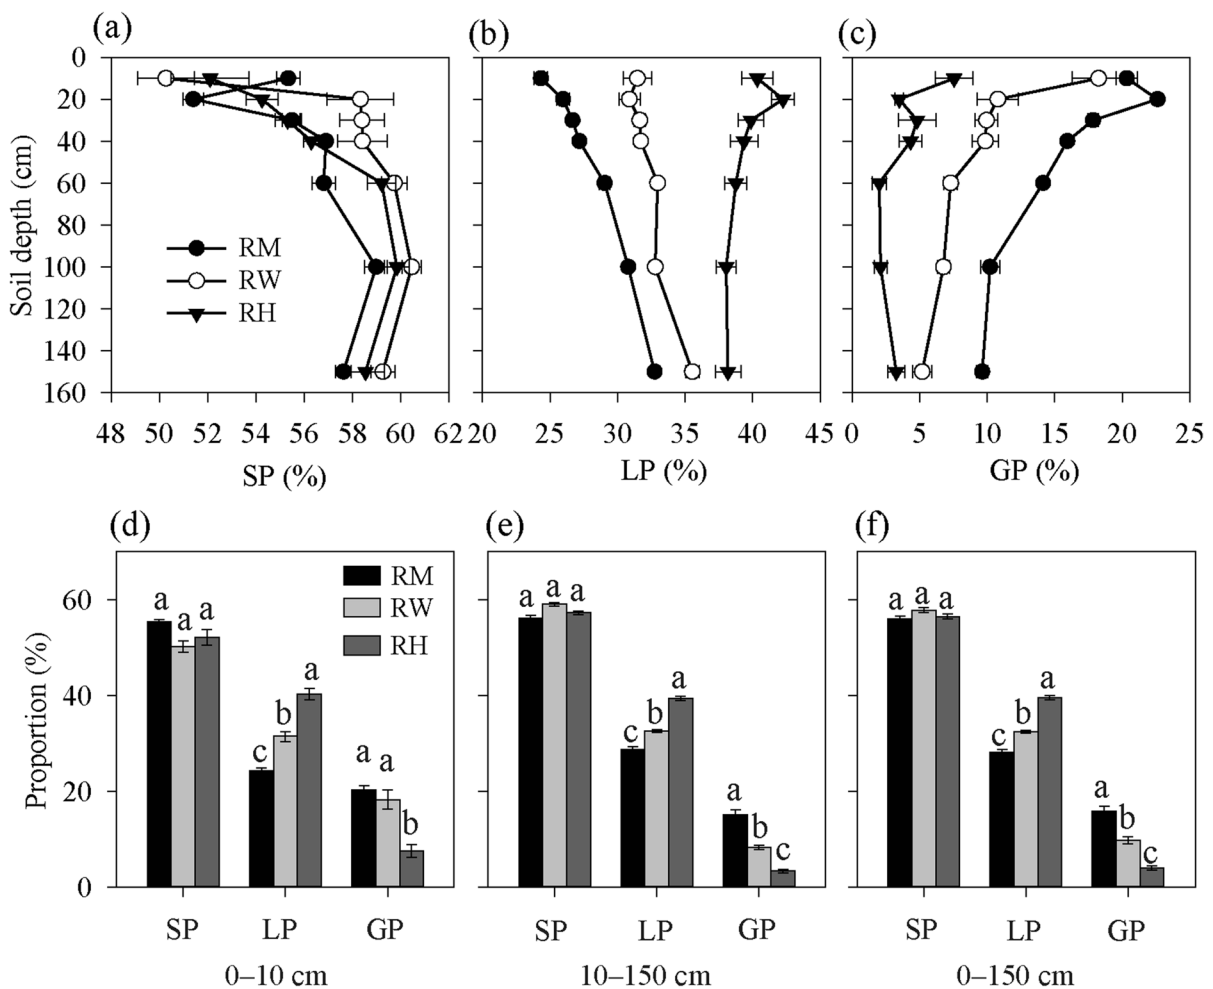 (a) (b) (c)
0
20
40
60
80
100
120
140
160
Soil depth (cm)
RM
RW
RH
48 50 52 54 56 58 60 62
20 25 30 35 40 45
0 5 10 15 20 25
SP (%) LP (%) GP (%)
(d) (e) (f)
60
40
20
0
Proportion (%)
RM
RW
RH
a a a
c b a
a a b
a a a
c b a
a b c
a a a
c b a
a b c
SP LP GP SP LP GP SP LP GP
0–10 cm 10–150 cm 0–150 cm